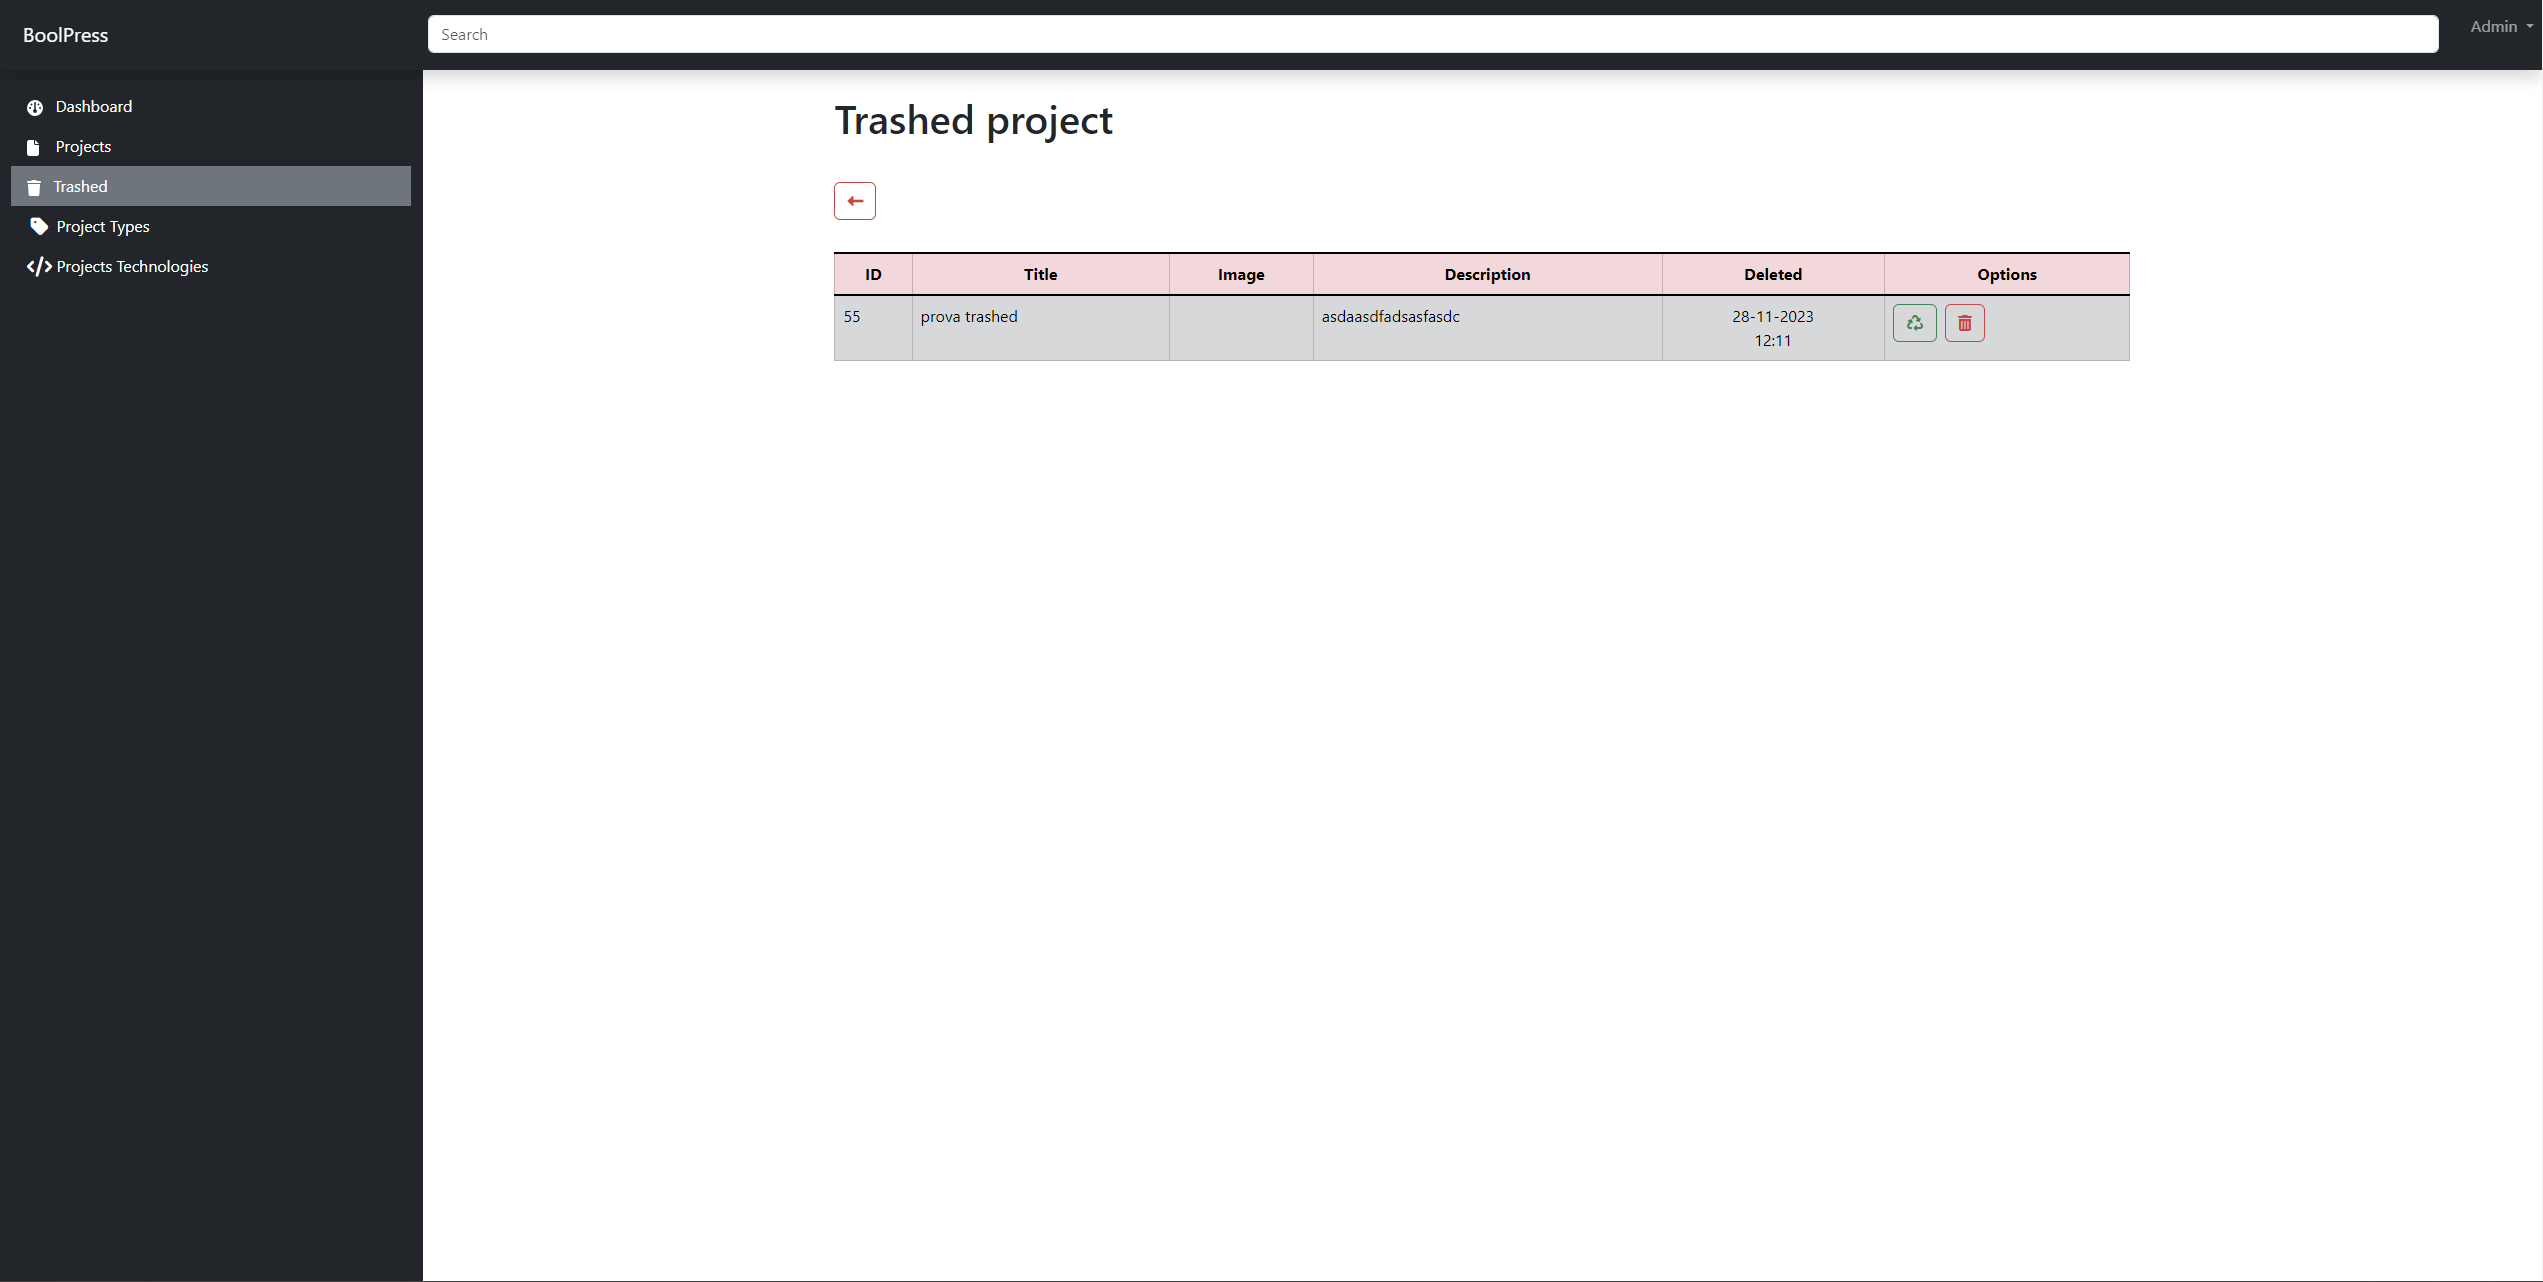 BoolPress
Search
Admin
Dashboard
Projects
Trashed
Project Types
Projects Technologies
Trashed project
ID Title Image Description Deleted Options
55 prova trashed asdaasdfadsasfasdc 28-11-2023
12:11